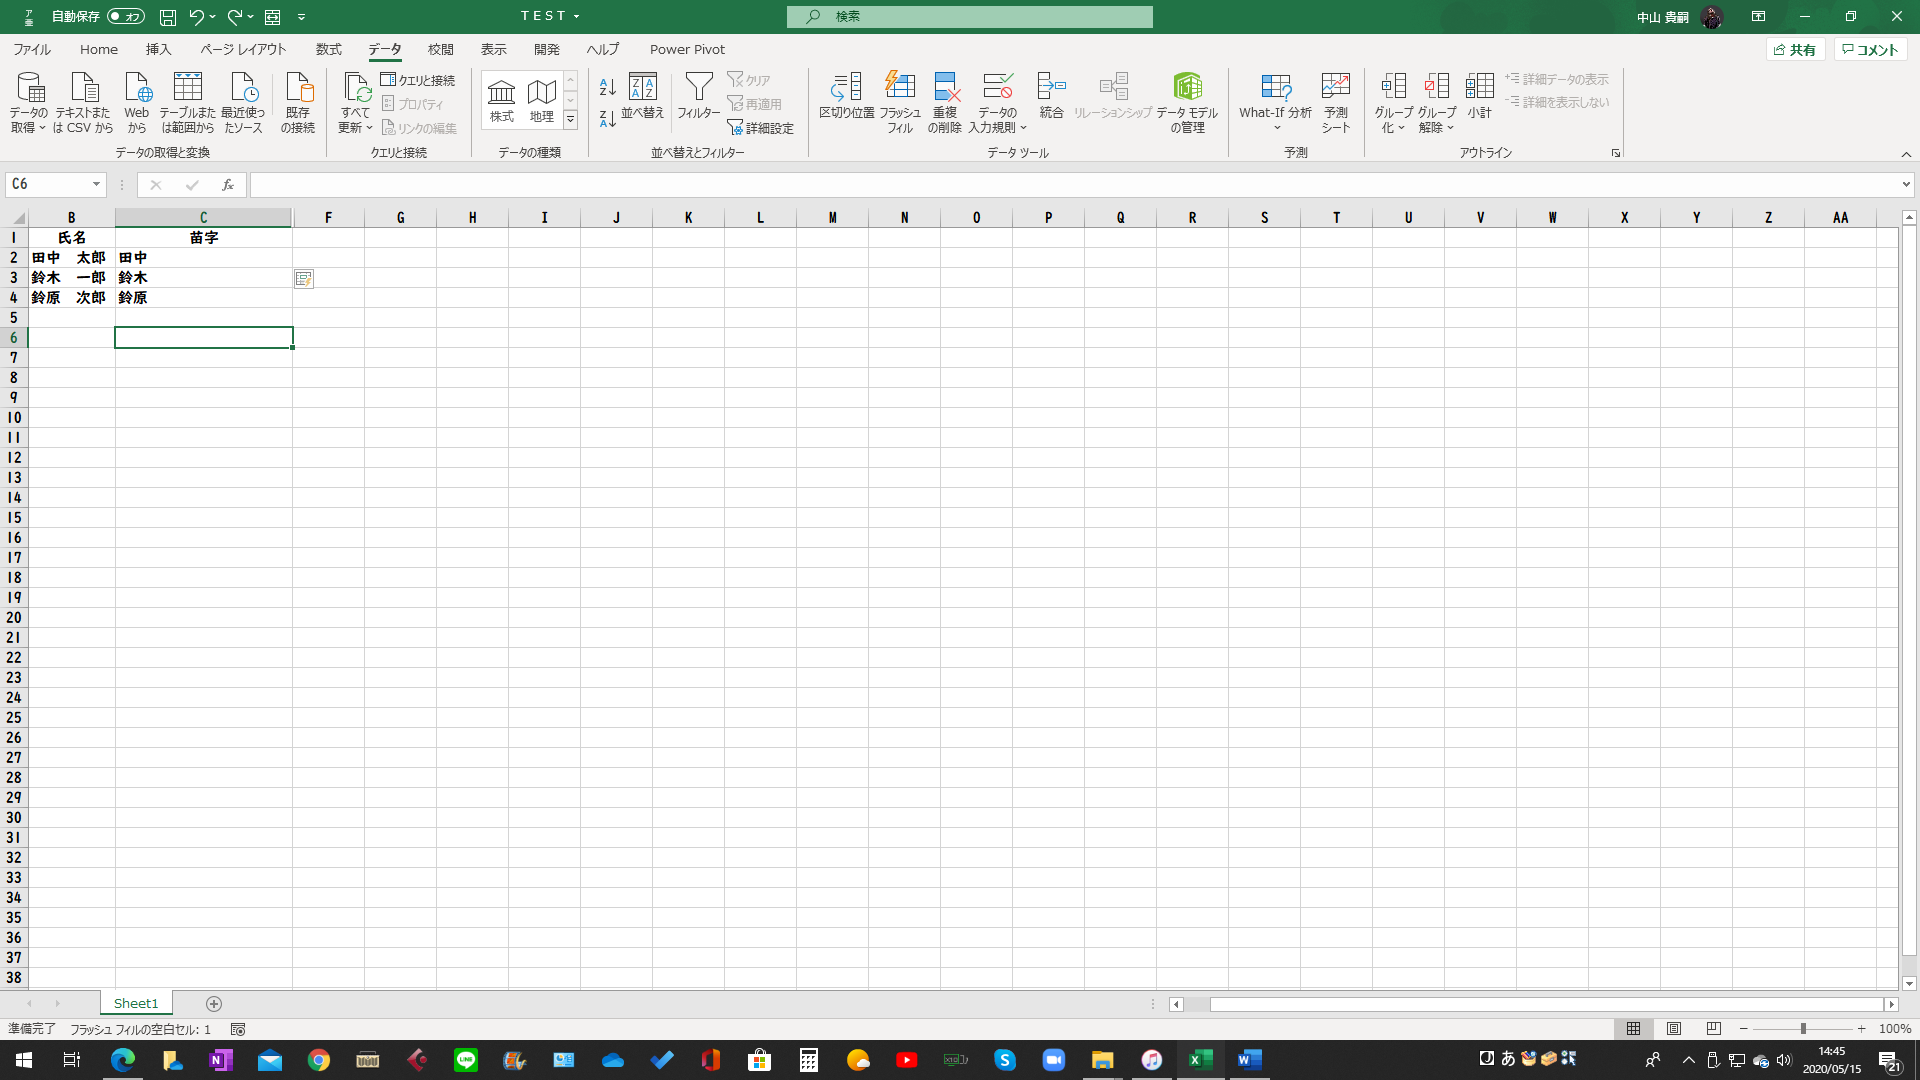 自動保存 オフ
TEST
検索
中山 貴嗣
ファイル Home 挿入 ページ レイアウト 数式 データ 校閲 表示 開発 ヘルプ Power Pivot
共有 コメント
データの取得
テキストまたは CSV から
Web から
テーブルまたは範囲から
最近使ったソース
既存の接続
データの取得と変換
すべて更新
クエリと接続
プロパティ
リンクの編集
クエリと接続
株式 地理
データの種類
並べ替え
フィルター
クリア
再適用
詳細設定
並べ替えとフィルター
区切り位置
フラッシュ フィル
重複の削除
データの入力規則
統合
リレーションシップ
データ モデルの管理
データ ツール
What-If 分析
予測シート
予測
グループ化
グループ解除
小計
詳細データの表示
詳細を表示しない
アウトライン
C6
fx
B C F G H I J K L M N O P Q R S T U V W X Y Z AA
1 氏名 苗字
2 田中 太郎 田中
3 鈴木 一郎 鈴木
4 鈴原 次郎 鈴原
5
6
7
8
9
10
11
12
13
14
15
16
17
18
19
20
21
22
23
24
25
26
27
28
29
30
31
32
33
34
35
36
37
38
Sheet1
準備完了 フラッシュ フィルの空白セル: 1
100%
あ
14:45
2020/05/15
21